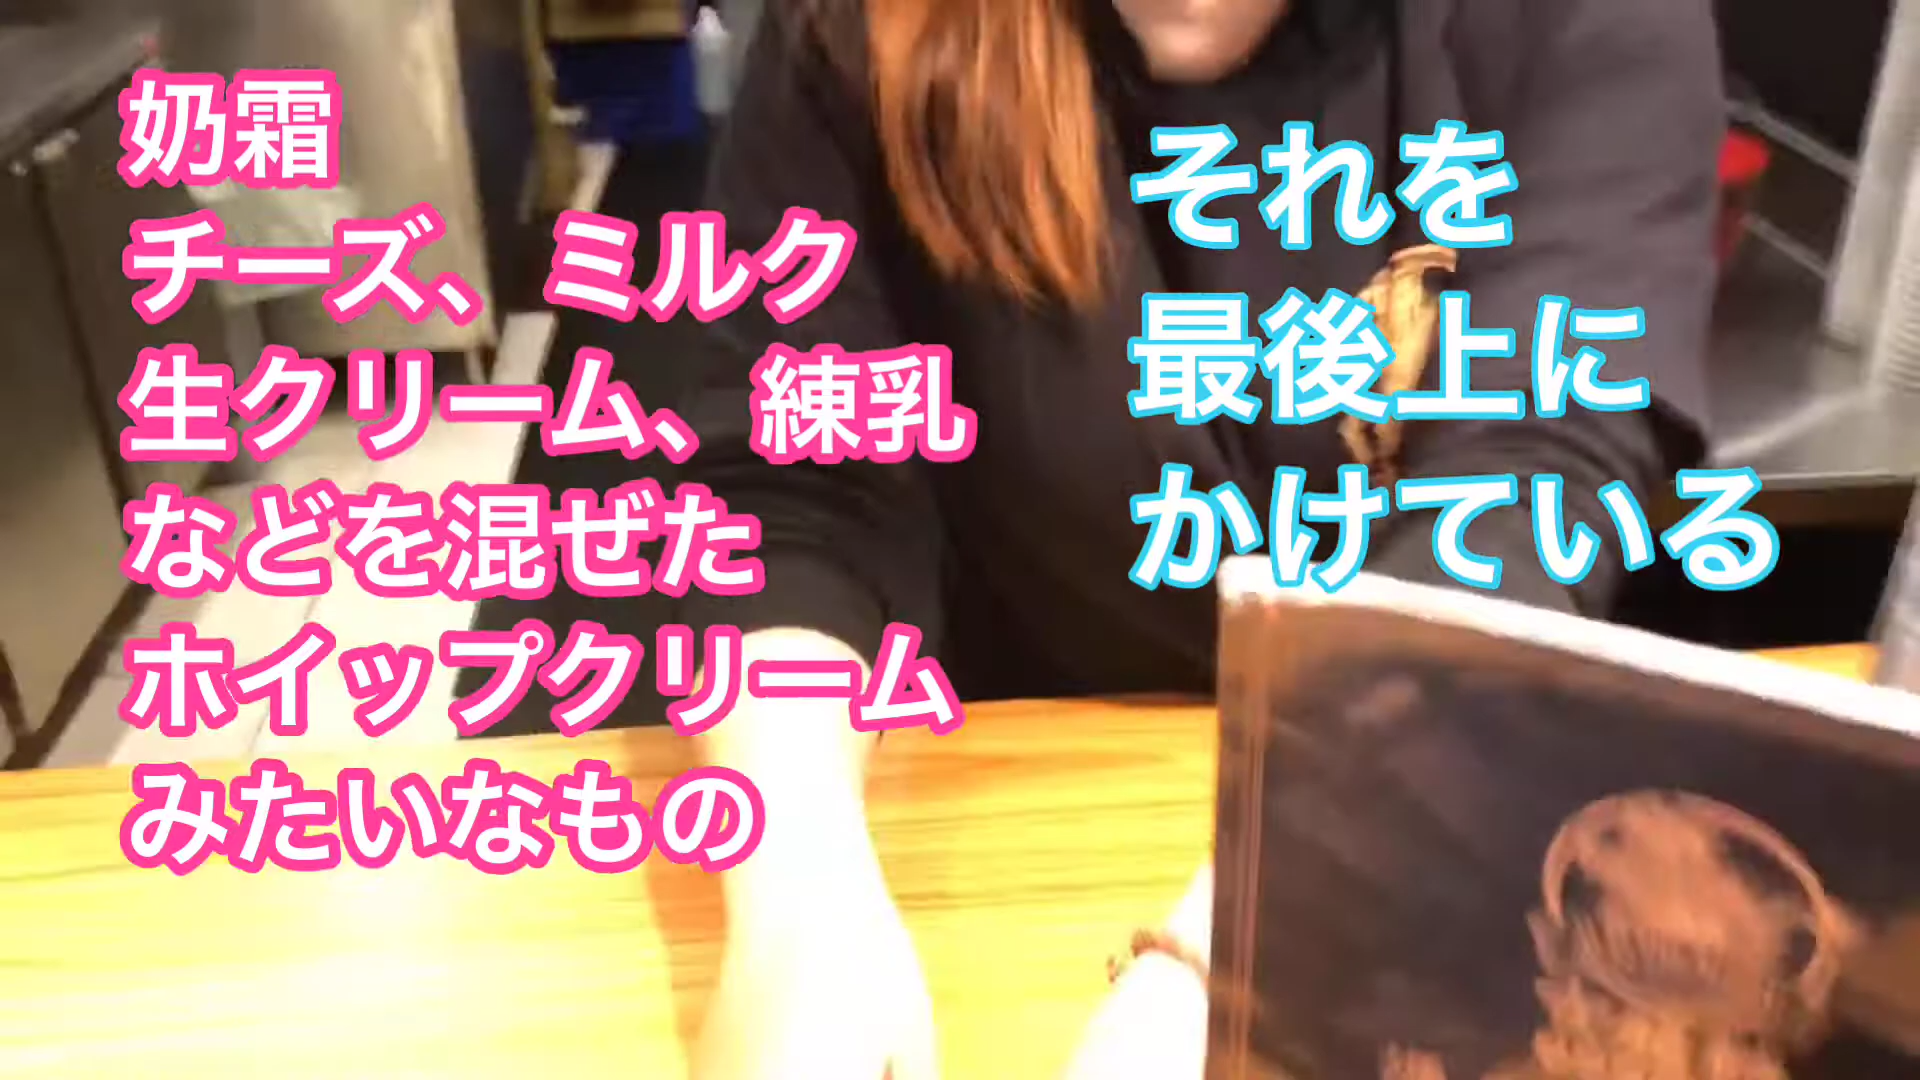 奶霜
チーズ、ミルク
生クリーム、練乳
などを混ぜた
ホイップクリーム
みたいなもの
それを
最後上に
かけている